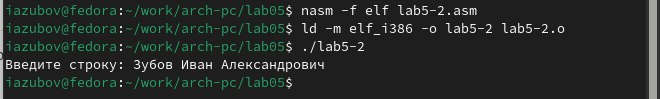 iazubov@fedora:~/work/arch-pc/lab05$ nasm -f elf lab5-2.asm
iazubov@fedora:~/work/arch-pc/lab05$ ld -m elf_i386 -o lab5-2 lab5-2.o
iazubov@fedora:~/work/arch-pc/lab05$ ./lab5-2
Введите строку: Зубов Иван Александрович
iazubov@fedora:~/work/arch-pc/lab05$